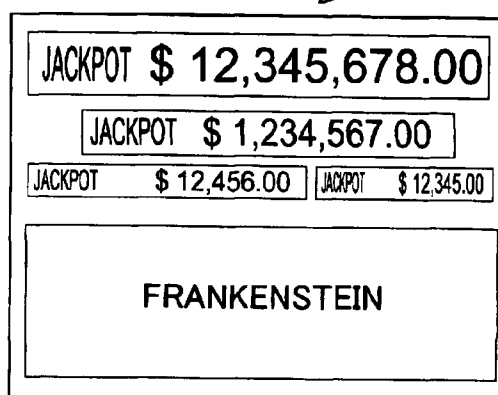 JACKPOT $ 12,345,678.00
JACKPOT $ 1,234,567.00
JACKPOT $ 12,456.00 JACKPOT $ 12,345.00
FRANKENSTEIN